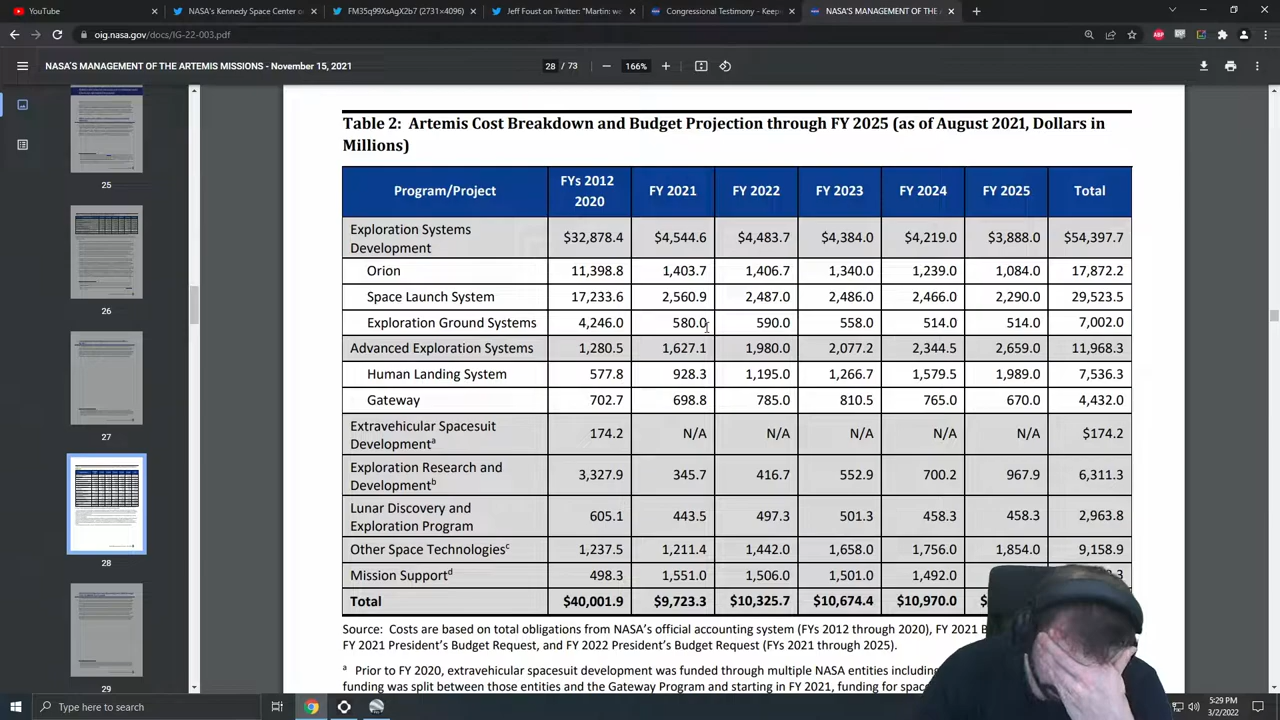 YouTube
NASA's Kennedy Space Center o
FM35q99XsAgX2b7 (2731×4096)
Jeff Foust on Twitter: "Martin we
Congressional Testimony - Keep
NASA'S MANAGEMENT OF THE A
oig.nasa.gov/docs/IG-22-003.pdf
NASA'S MANAGEMENT OF THE ARTEMIS MISSIONS - November 15, 2021
28 / 73
166%
25
26
27
28
29
Table 2: Artemis Cost Breakdown and Budget Projection through FY 2025 (as of August 2021, Dollars in
Millions)
Program/Project FYs 2012 2020 FY 2021 FY 2022 FY 2023 FY 2024 FY 2025 Total
Exploration Systems Development $32,878.4 $4,544.6 $4,483.7 $4,384.0 $4,219.0 $3,888.0 $54,397.7
Orion 11,398.8 1,403.7 1,406.7 1,340.0 1,239.0 1,084.0 17,872.2
Space Launch System 17,233.6 2,560.9 2,487.0 2,486.0 2,466.0 2,290.0 29,523.5
Exploration Ground Systems 4,246.0 580.0 590.0 558.0 514.0 514.0 7,002.0
Advanced Exploration Systems 1,280.5 1,627.1 1,980.0 2,077.2 2,344.5 2,659.0 11,968.3
Human Landing System 577.8 928.3 1,195.0 1,266.7 1,579.5 1,989.0 7,536.3
Gateway 702.7 698.8 785.0 810.5 765.0 670.0 4,432.0
Extravehicular Spacesuit Developmentᵃ 174.2 N/A N/A N/A N/A N/A $174.2
Exploration Research and Developmentᵇ 3,327.9 345.7 416.7 552.9 700.2 967.9 6,311.3
Lunar Discovery and Exploration Program 605.1 443.5 497.3 501.3 458.3 458.3 2,963.8
Other Space Technologiesᶜ 1,237.5 1,211.4 1,442.0 1,658.0 1,756.0 1,854.0 9,158.9
Mission Supportᵈ 498.3 1,551.0 1,506.0 1,501.0 1,492.0
Total $40,001.9 $9,723.3 $10,325.7 $10,674.4 $10,970.0 $
Source: Costs are based on total obligations from NASA's official accounting system (FYs 2012 through 2020), FY 2021
FY 2021 President's Budget Request, and FY 2022 President's Budget Request (FYs 2021 through 2025).
ᵃ Prior to FY 2020, extravehicular spacesuit development was funded through multiple NASA entities
funding was split between those entities and the Gateway Program and starting in FY 2021, funding for
Type here to search
5:29 PM
3/2/2022